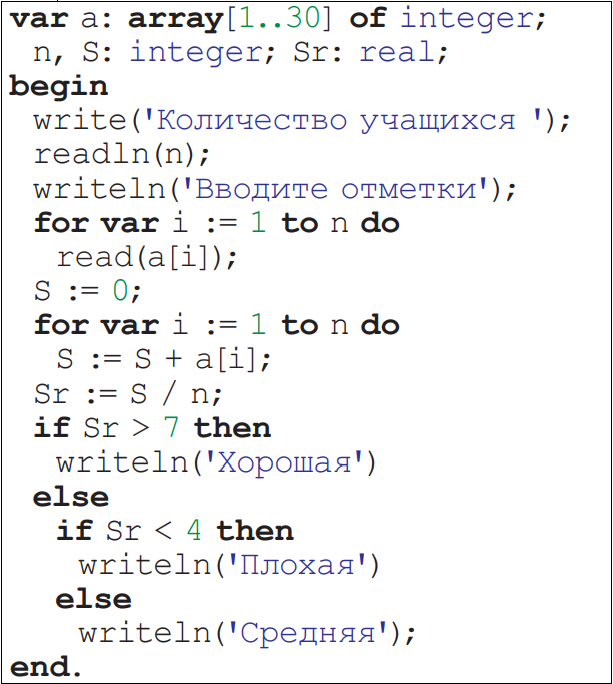 var a: array[1..30] of integer;
n, S: integer; Sr: real;
begin
write('Количество учащихся ');
readln(n);
writeln('Вводите отметки');
for var i := 1 to n do
read(a[i]);
S := 0;
for var i := 1 to n do
S := S + a[i];
Sr := S / n;
if Sr > 7 then
writeln('Хорошая')
else
if Sr < 4 then
writeln('Плохая')
else
writeln('Средняя');
end.